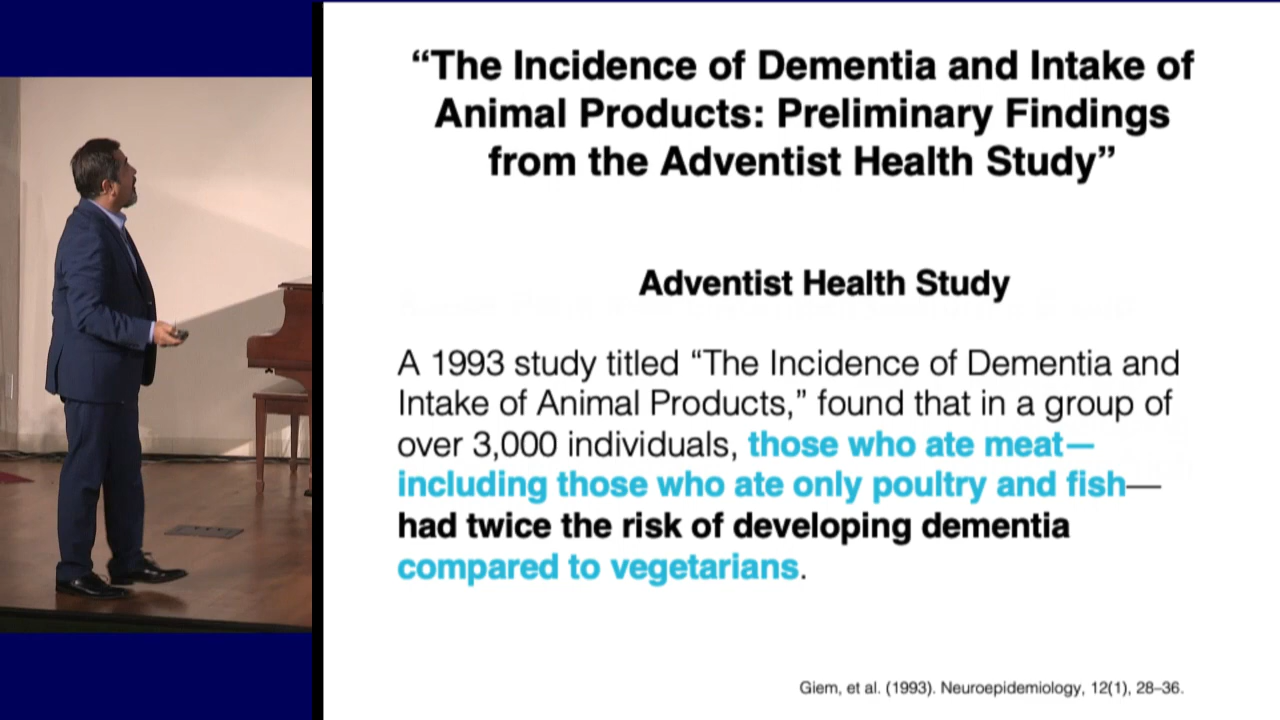 “The Incidence of Dementia and Intake of
Animal Products: Preliminary Findings
from the Adventist Health Study”
Adventist Health Study
A 1993 study titled “The Incidence of Dementia and
Intake of Animal Products,” found that in a group of
over 3,000 individuals, those who ate meat—
including those who ate only poultry and fish—
had twice the risk of developing dementia
compared to vegetarians.
Giem, et al. (1993). Neuroepidemiology, 12(1), 28–36.